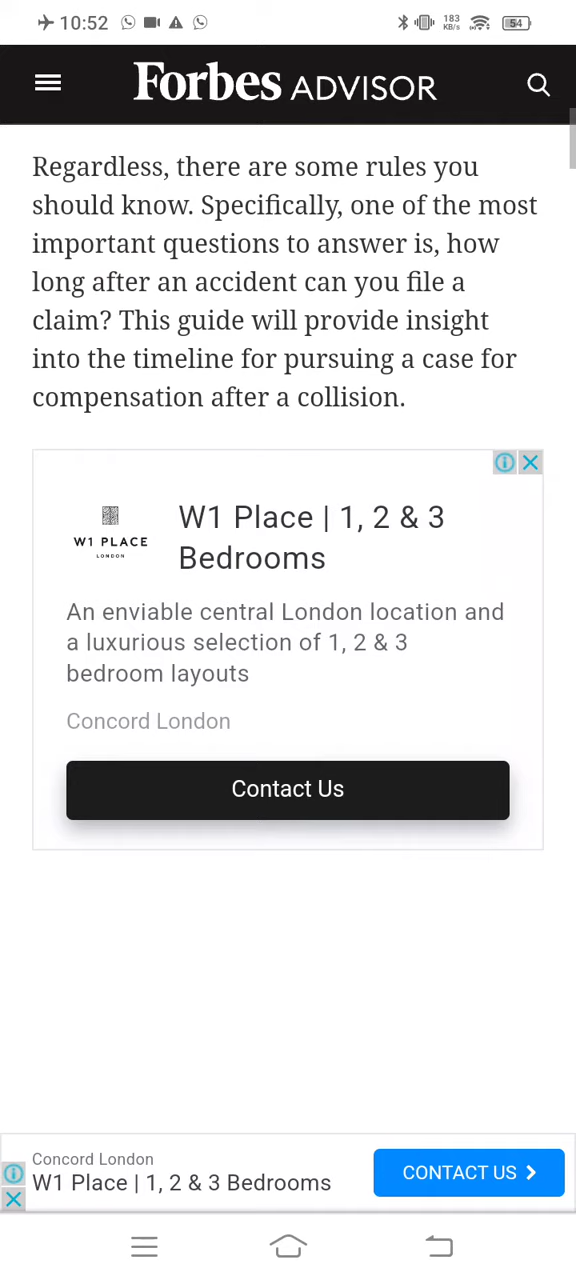 10:52
183
KB/s
54
Forbes ADVISOR
Regardless, there are some rules you
should know. Specifically, one of the most
important questions to answer is, how
long after an accident can you file a
claim? This guide will provide insight
into the timeline for pursuing a case for
compensation after a collision.
W1 PLACE
LONDON
W1 Place | 1, 2 & 3
Bedrooms
An enviable central London location and
a luxurious selection of 1, 2 & 3
bedroom layouts
Concord London
Contact Us
Concord London
W1 Place | 1, 2 & 3 Bedrooms
CONTACT US